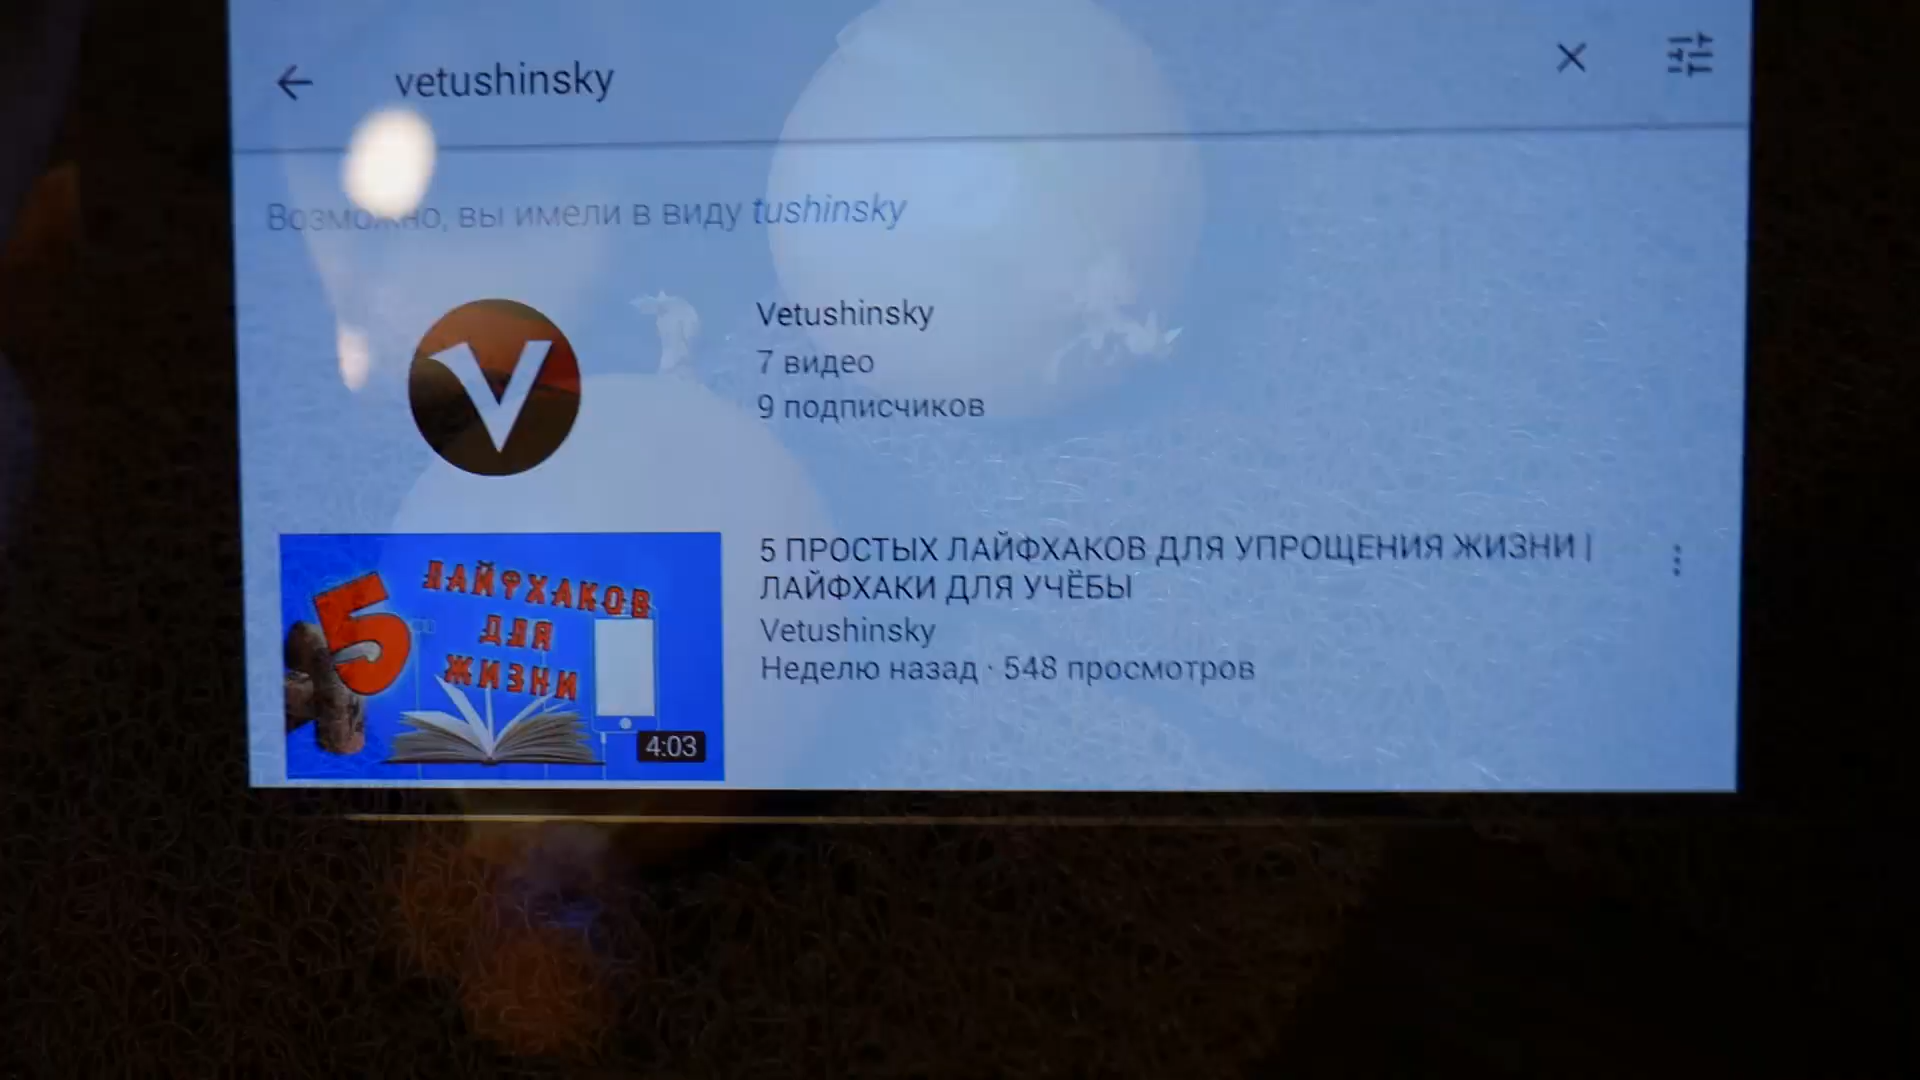 vetushinsky
Возможно, вы имели в виду tushinsky
Vetushinsky
7 видео
9 подписчиков
V
5 ПРОСТЫХ ЛАЙФХАКОВ ДЛЯ УПРОЩЕНИЯ ЖИЗНИ |
ЛАЙФХАКИ ДЛЯ УЧЁБЫ
Vetushinsky
Неделю назад · 548 просмотров
5 ЛАЙФХАКОВ
ДЛЯ
ЖИЗНИ
4:03